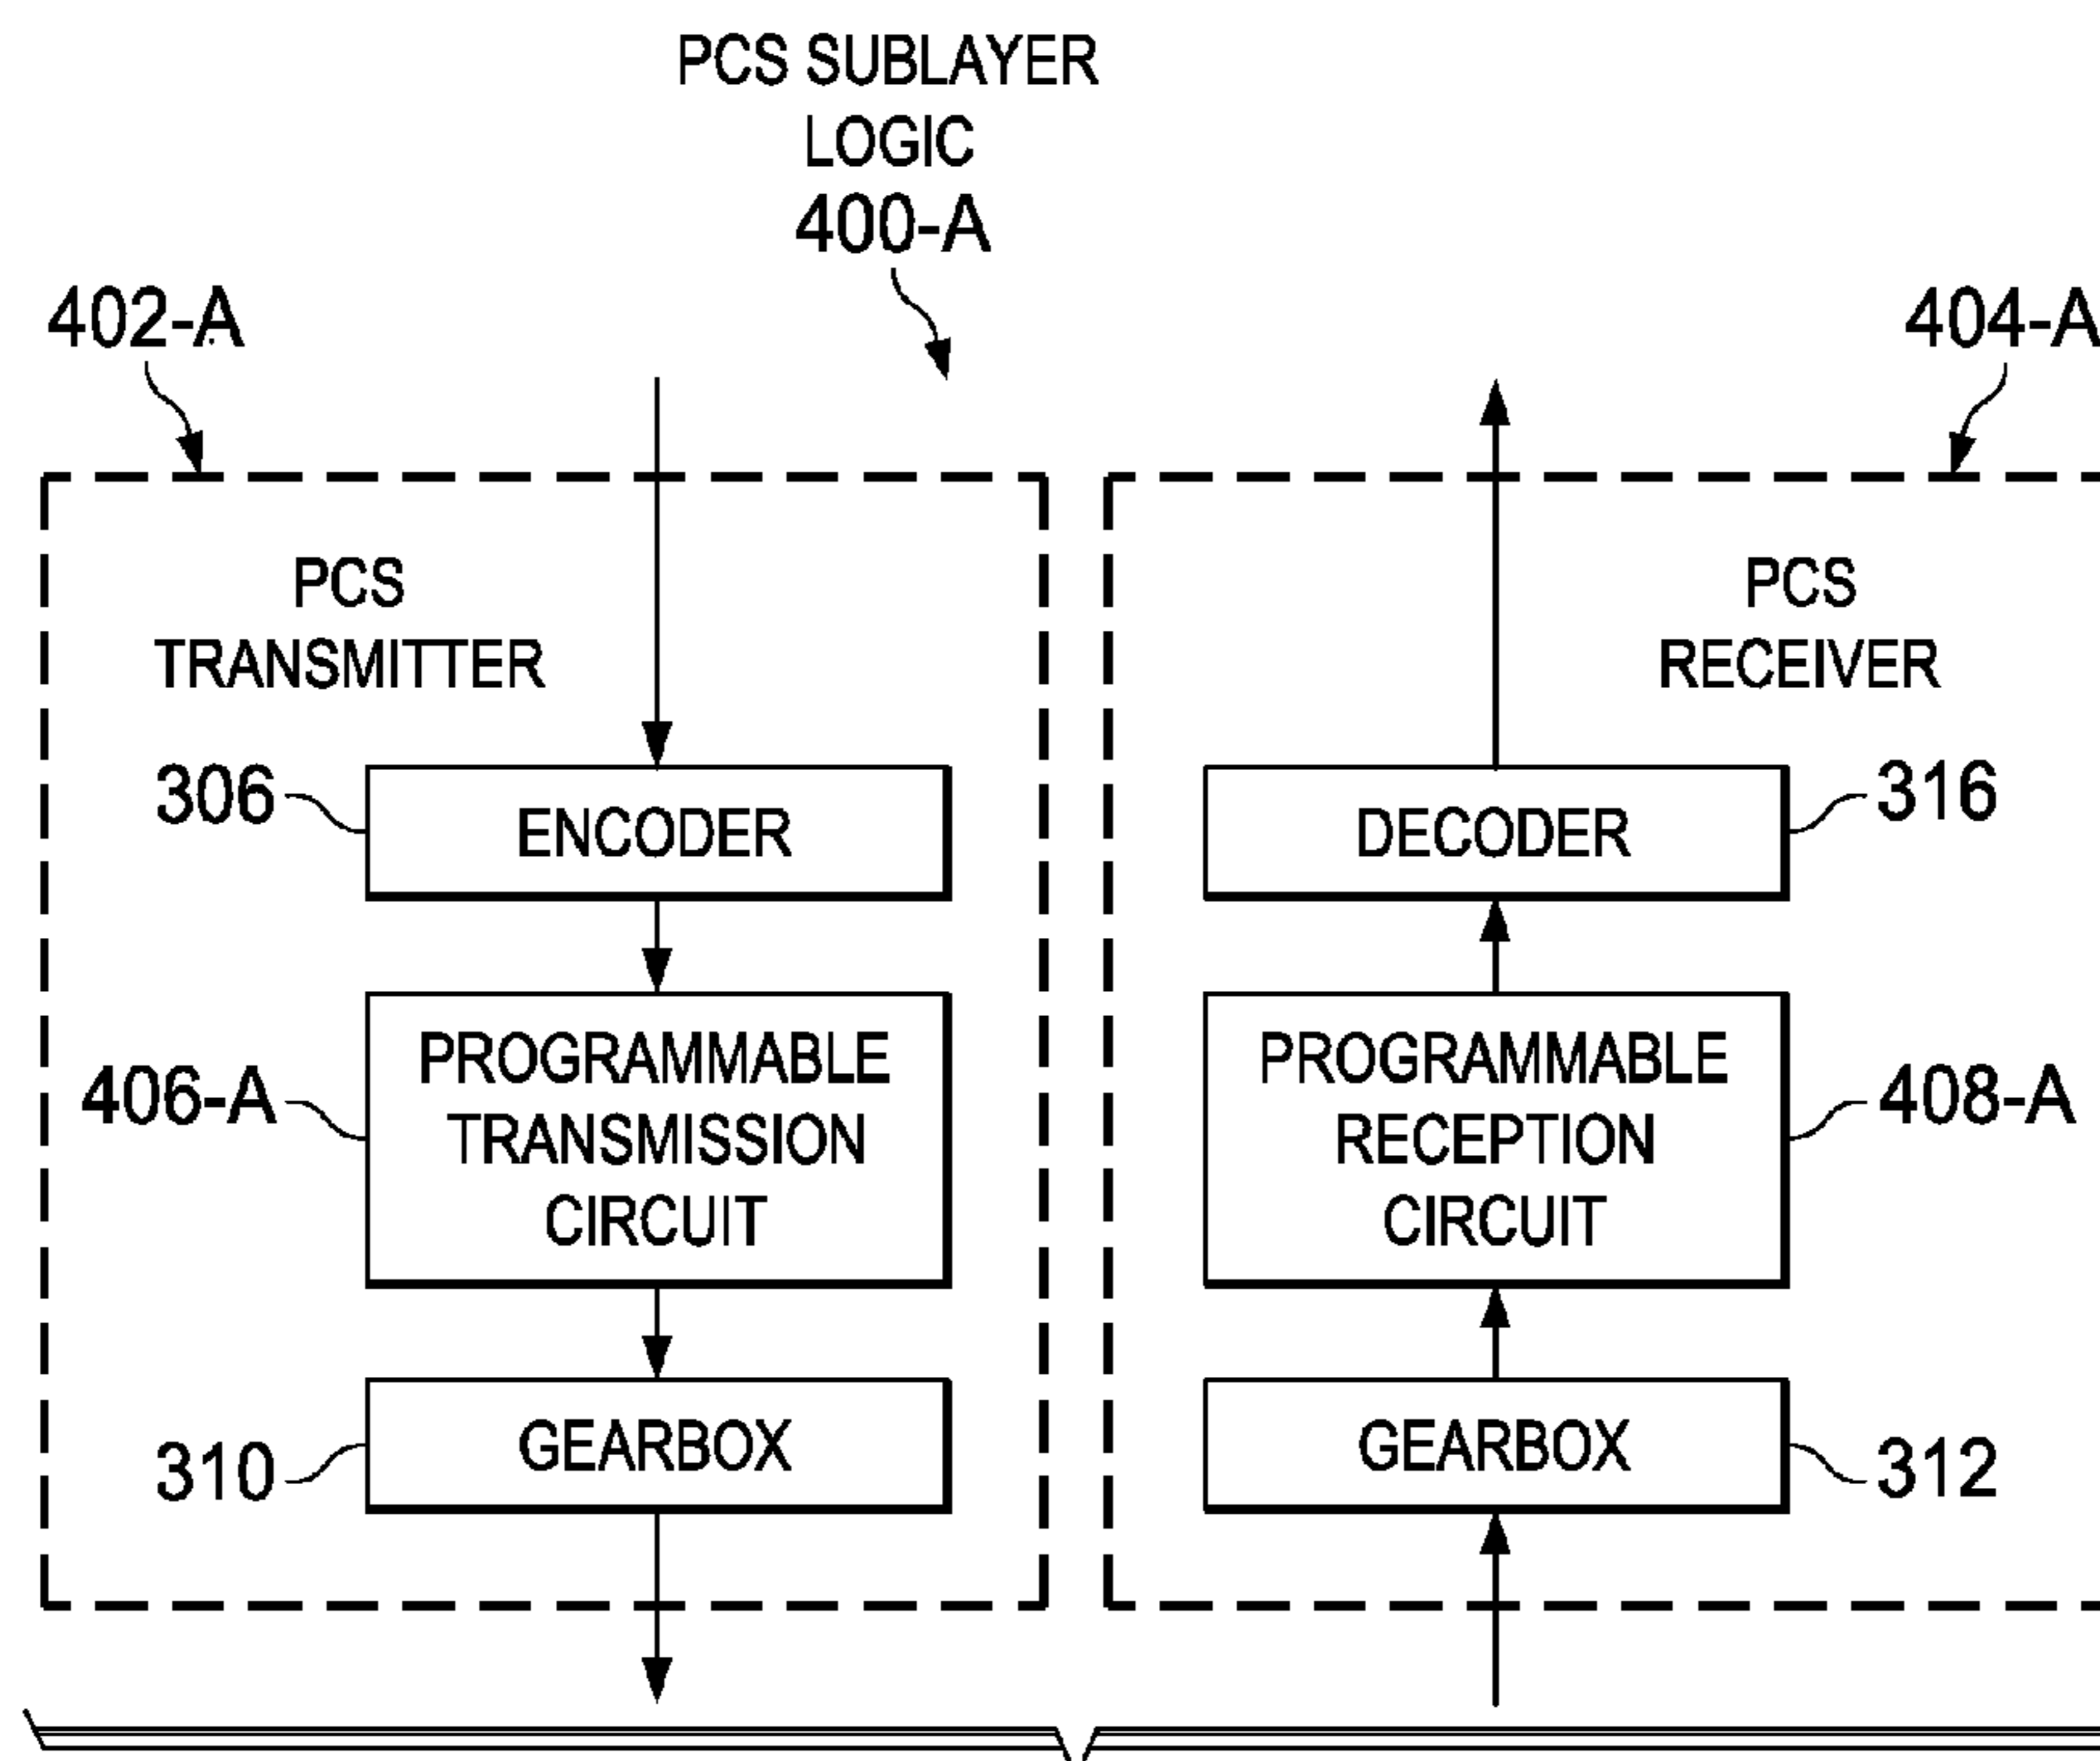 PCS SUBLAYER
LOGIC
400-A
402-A
404-A
PCS
TRANSMITTER
PCS
RECEIVER
306
ENCODER
DECODER
316
406-A
PROGRAMMABLE
TRANSMISSION
CIRCUIT
PROGRAMMABLE
RECEPTION
CIRCUIT
408-A
310
GEARBOX
GEARBOX
312